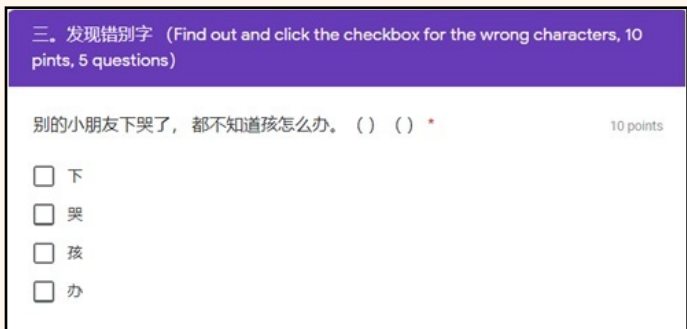 三。发现错别字 （Find out and click the checkbox for the wrong characters, 10
pints, 5 questions）
别的小朋友下哭了，都不知道孩怎么办。（）（） *
10 points
下
哭
孩
办